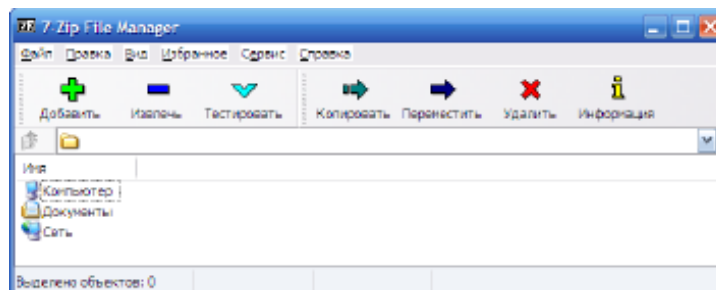 7-Zip File Manager
Файл Правка Вид Избранное Сервис Справка
Добавить Извлечь Тестировать Копировать Переместить Удалить Информация
Имя
Компьютер
Документы
Сеть
Выделено объектов: 0